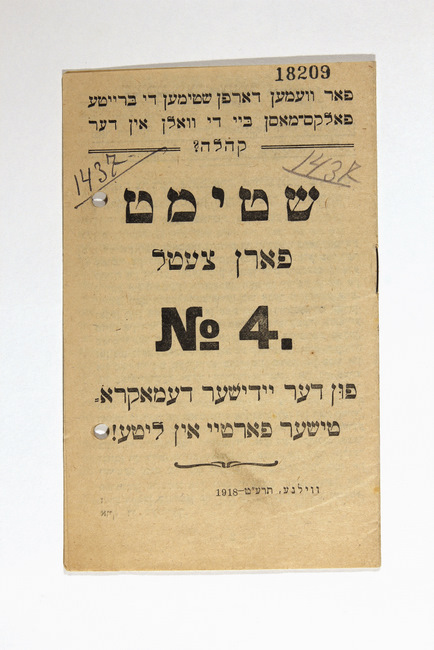 18209
פאר וועמען דארפן שטימען די ברייטע
פאלקס־מאסן ביי די וואלן אין דער
קהלה?
1437
143K
שטימט
פארן צעטל
№ 4.
פון דער יידישער דעמאקרא־
טישער פארטיי אין ליטע!
ווילנע, תרע״ט–1918